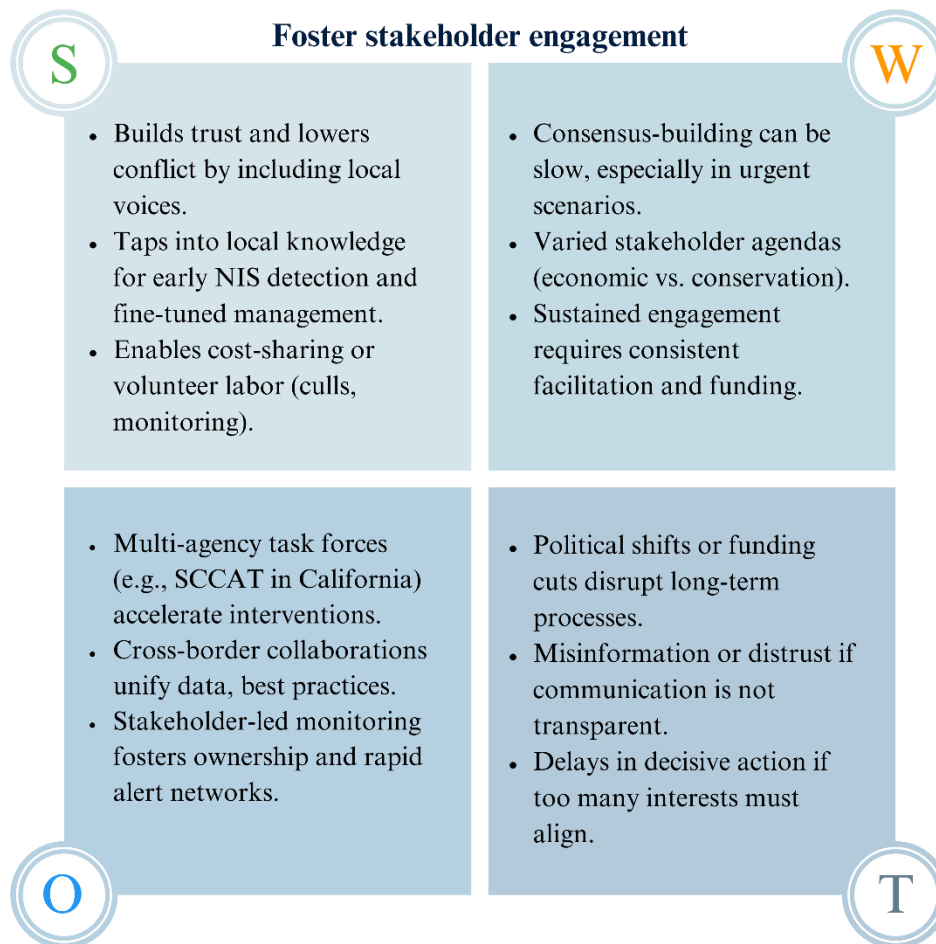 Foster stakeholder engagement
S
W
• Builds trust and lowers
conflict by including local
voices.
• Taps into local knowledge
for early NIS detection and
fine-tuned management.
• Enables cost-sharing or
volunteer labor (culls,
monitoring).
• Consensus-building can be
slow, especially in urgent
scenarios.
• Varied stakeholder agendas
(economic vs. conservation).
• Sustained engagement
requires consistent
facilitation and funding.
• Multi-agency task forces
(e.g., SCCAT in California)
accelerate interventions.
• Cross-border collaborations
unify data, best practices.
• Stakeholder-led monitoring
fosters ownership and rapid
alert networks.
• Political shifts or funding
cuts disrupt long-term
processes.
• Misinformation or distrust if
communication is not
transparent.
• Delays in decisive action if
too many interests must
align.
O
T